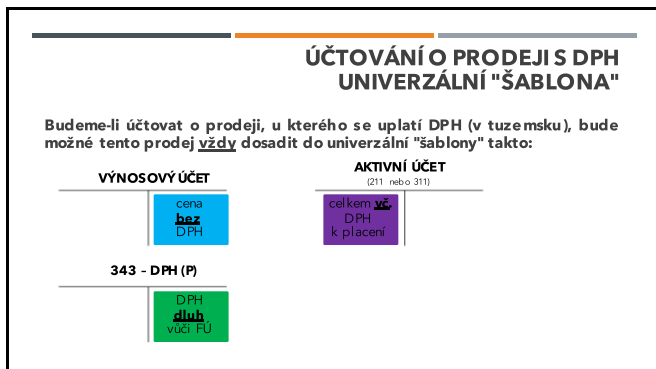 ÚČTOVÁNÍ O PRODEJI S DPH
UNIVERZÁLNÍ "ŠABLONA"
Budeme-li účtovat o prodeji, u kterého se uplatí DPH (v tuzemsku), bude
možné tento prodej vždy dosadit do univerzální "šablony" takto:
VÝNOSOVÝ ÚČET
cena
bez
DPH
AKTIVNÍ ÚČET
(211 nebo 311)
celkem vč.
DPH
k placení
343 – DPH (P)
DPH
dluh
vůči FÚ